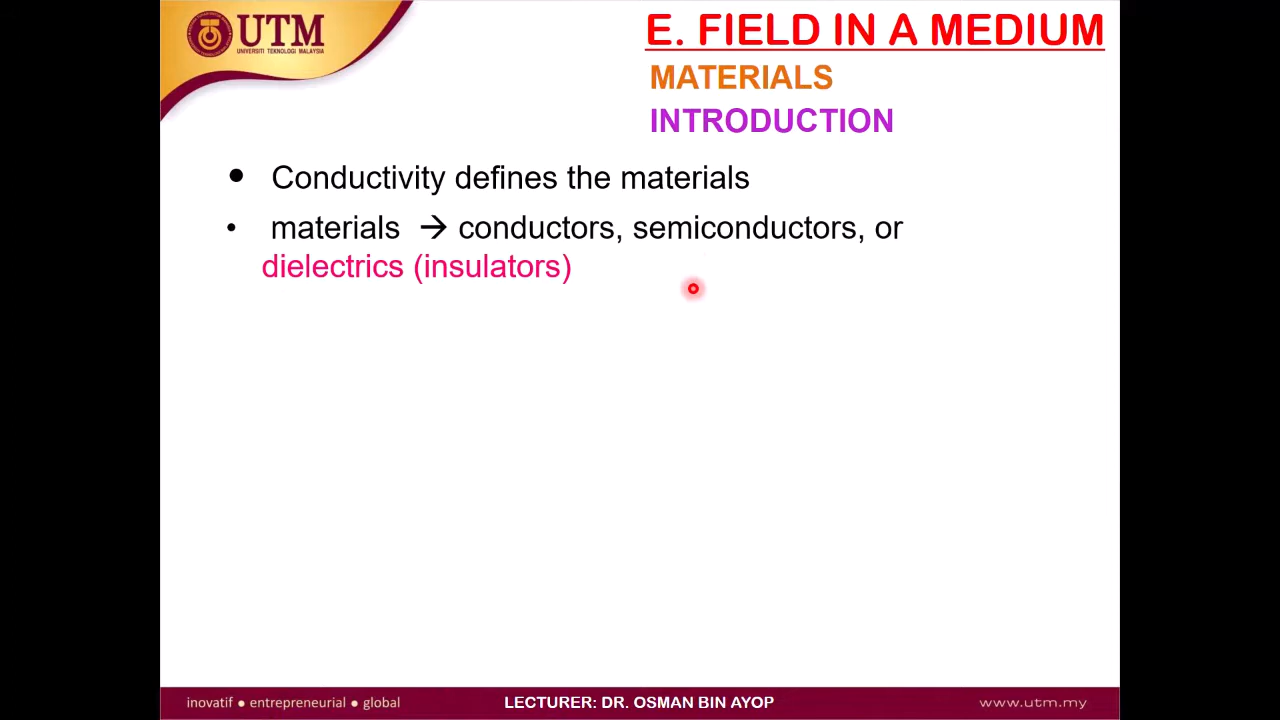 UTM
UNIVERSITI TEKNOLOGI MALAYSIA
E. FIELD IN A MEDIUM
MATERIALS
INTRODUCTION
● Conductivity defines the materials
• materials → conductors, semiconductors, or
dielectrics (insulators)
inovatif ● entrepreneurial ● global
LECTURER: DR. OSMAN BIN AYOP
www.utm.my